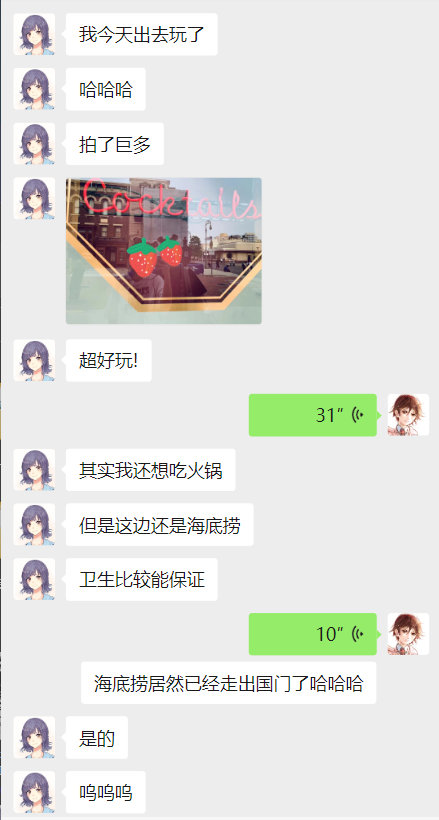 我今天出去玩了
哈哈哈
拍了巨多
Cocktails
超好玩!
31"
其实我还想吃火锅
但是这边还是海底捞
卫生比较能保证
10"
海底捞居然已经走出国门了哈哈哈
是的
呜呜呜